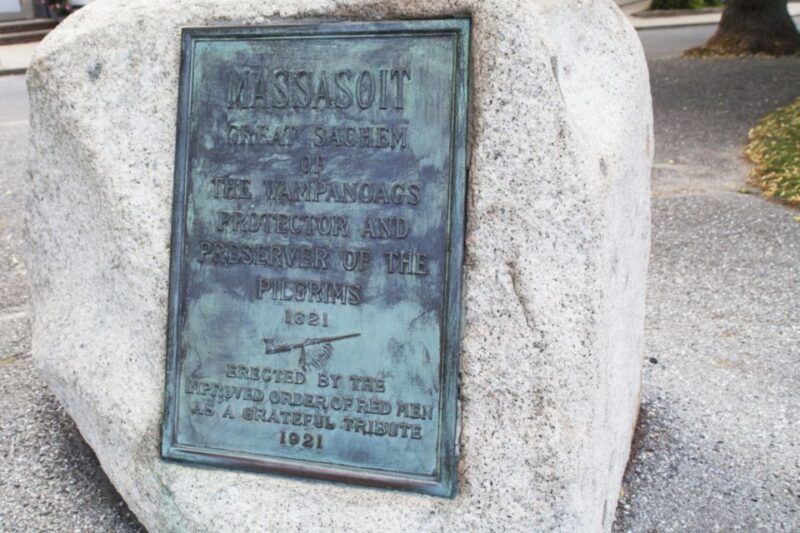 MASSASOIT
GREAT SACHEM
OF
THE WAMPANOAGS
PROTECTOR AND
PRESERVER OF THE
PILGRIMS
1621
ERECTED BY THE
IMPROVED ORDER OF RED MEN
AS A GRATEFUL TRIBUTE
1921